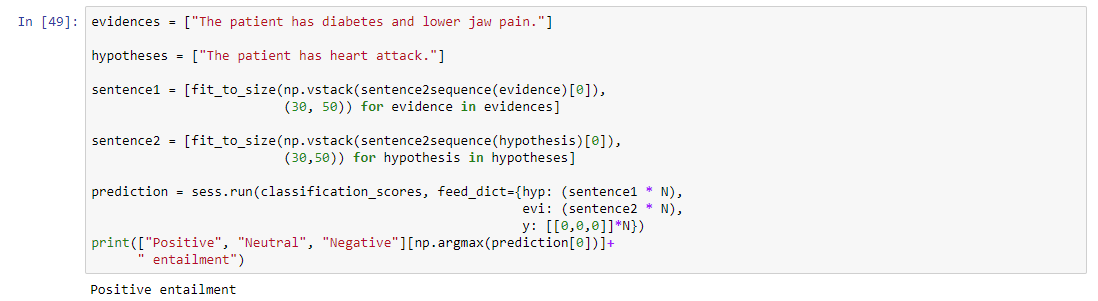 In [49]: evidences = ["The patient has diabetes and lower jaw pain."]
hypotheses = ["The patient has heart attack."]
sentence1 = [fit_to_size(np.vstack(sentence2sequence(evidence)[0]),
(30, 50)) for evidence in evidences]
sentence2 = [fit_to_size(np.vstack(sentence2sequence(hypothesis)[0]),
(30,50)) for hypothesis in hypotheses]
prediction = sess.run(classification_scores, feed_dict={hyp: (sentence1 * N),
evi: (sentence2 * N),
y: [[0,0,0]]*N})
print(["Positive", "Neutral", "Negative"][np.argmax(prediction[0])]+
" entailment")
Positive entailment